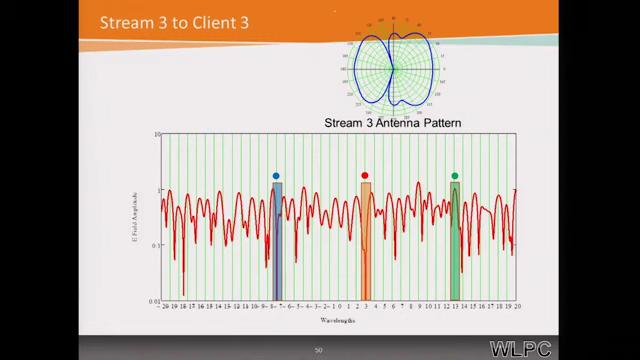 Stream 3 to Client 3
Stream 3 Antenna Pattern
10
1
0.1
0.01
E Field Amplitude
−20 19 18 17 16 15 14 13 12 11 10 −9 −8 −7 −6 −5 −4 −3 −2 −1 0 1 2 3 4 5 6 7 8 9 10 11 12 13 14 15 16 17 18 19 20
Wavelengths
50
WLPC